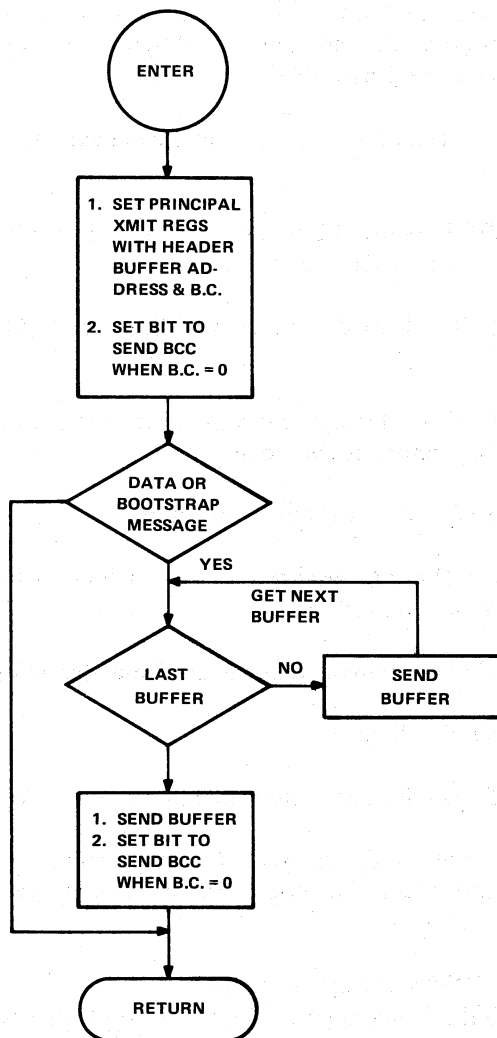 ENTER
1. SET PRINCIPAL
XMIT REGS
WITH HEADER
BUFFER AD-
DRESS & B.C.
2. SET BIT TO
SEND BCC
WHEN B.C. = 0
DATA OR
BOOTSTRAP
MESSAGE
YES
GET NEXT
BUFFER
LAST
BUFFER
NO
SEND
BUFFER
1. SEND BUFFER
2. SET BIT TO
SEND BCC
WHEN B.C. = 0
RETURN